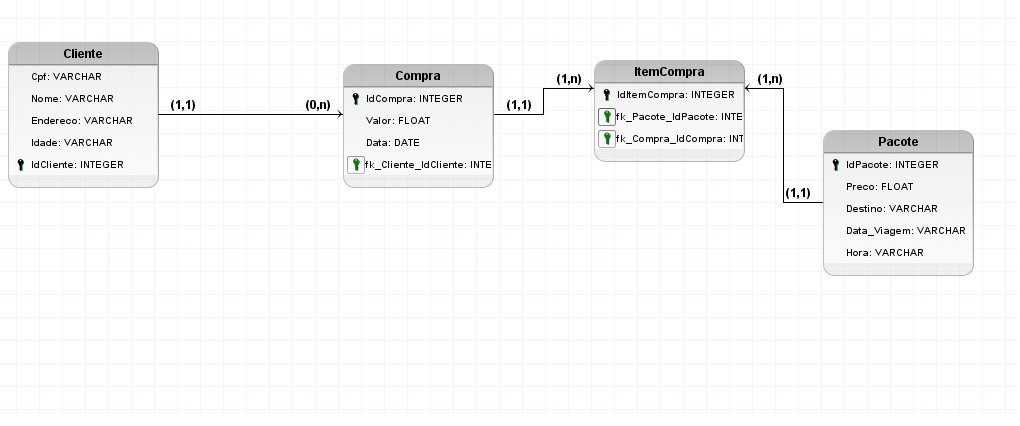 Cliente
Cpf: VARCHAR
Nome: VARCHAR
Endereco: VARCHAR
Idade: VARCHAR
IdCliente: INTEGER
(1,1)
(0,n)
Compra
IdCompra: INTEGER
Valor: FLOAT
Data: DATE
fk_Cliente_IdCliente: INTE
(1,1)
(1,n)
ItemCompra
IdItemCompra: INTEGER
fk_Pacote_IdPacote: INTE
fk_Compra_IdCompra: INT
(1,n)
(1,1)
Pacote
IdPacote: INTEGER
Preco: FLOAT
Destino: VARCHAR
Data_Viagem: VARCHAR
Hora: VARCHAR